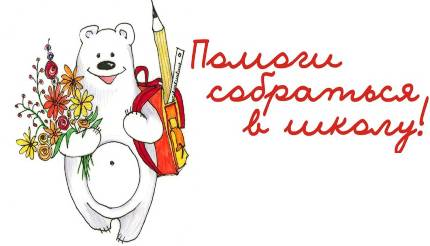 Помоги
собраться
в школу!